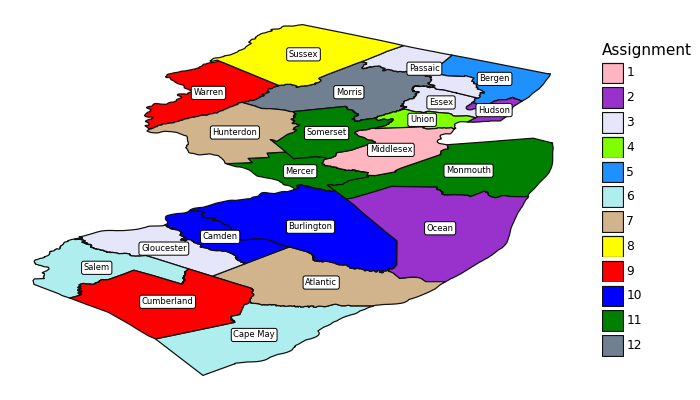 Sussex
Passaic
Bergen
Warren
Morris
Essex
Hudson
Union
Hunterdon
Somerset
Middlesex
Mercer
Monmouth
Burlington
Ocean
Camden
Gloucester
Salem
Atlantic
Cumberland
Cape May
Assignment
1
2
3
4
5
6
7
8
9
10
11
12